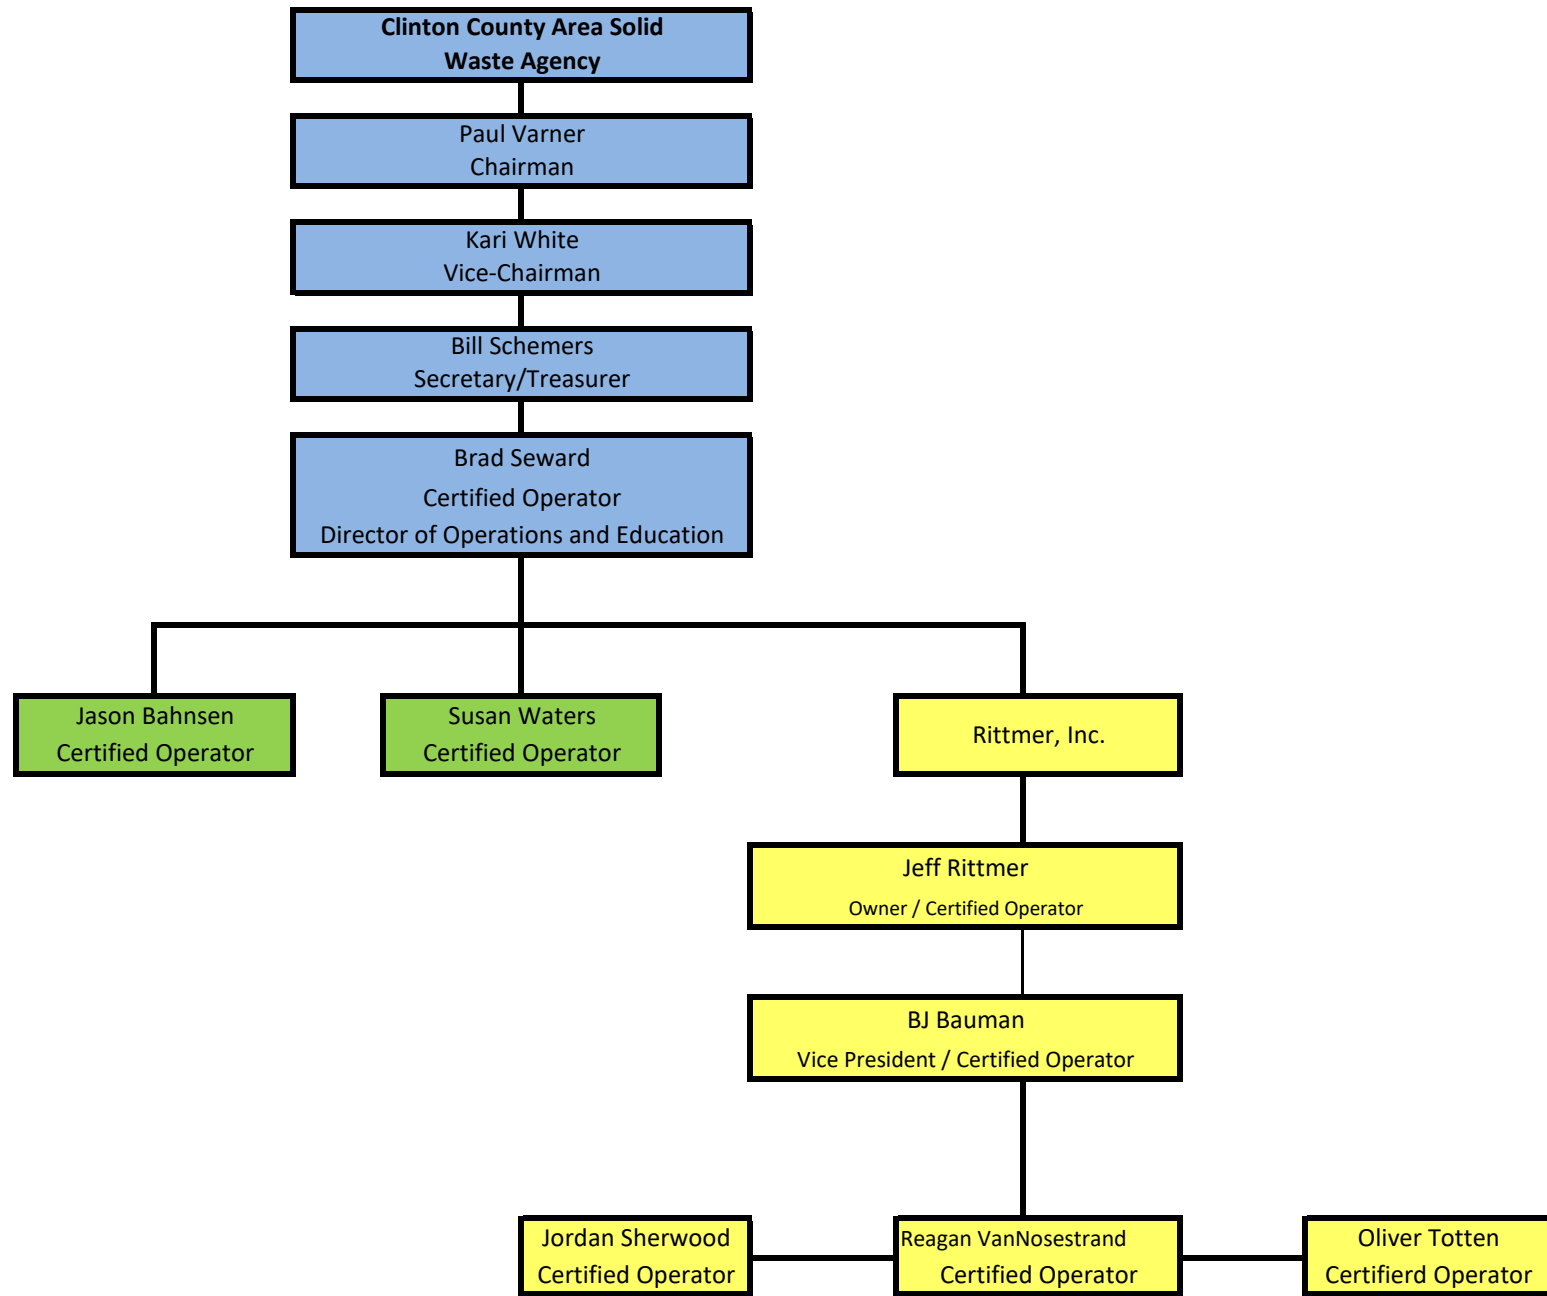 Clinton County Area Solid
Waste Agency
Paul Varner
Chairman
Kari White
Vice-Chairman
Bill Schemers
Secretary/Treasurer
Brad Seward
Certified Operator
Director of Operations and Education
Jason Bahnsen
Certified Operator
Susan Waters
Certified Operator
Rittmer, Inc.
Jeff Rittmer
Owner / Certified Operator
BJ Bauman
Vice President / Certified Operator
Jordan Sherwood
Certified Operator
Reagan VanNosestrand
Certified Operator
Oliver Totten
Certifierd Operator